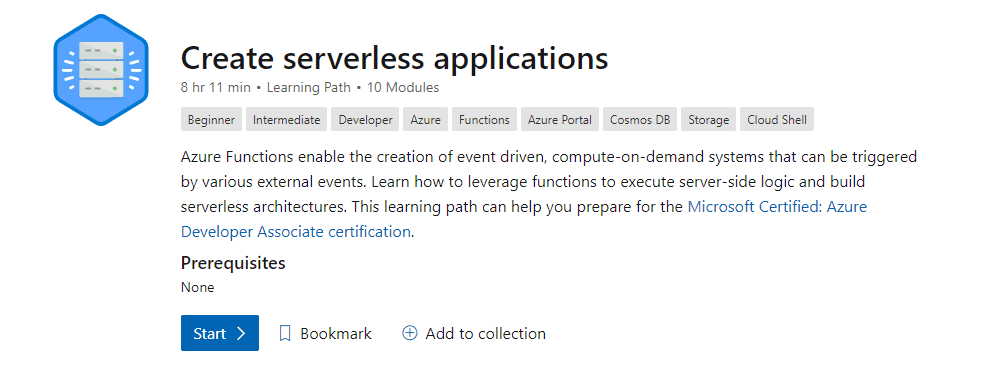 Create serverless applications
8 hr 11 min • Learning Path • 10 Modules
Beginner Intermediate Developer Azure Functions Azure Portal Cosmos DB Storage Cloud Shell
Azure Functions enable the creation of event driven, compute-on-demand systems that can be triggered
by various external events. Learn how to leverage functions to execute server-side logic and build
serverless architectures. This learning path can help you prepare for the Microsoft Certified: Azure
Developer Associate certification.
Prerequisites
None
Start Bookmark Add to collection